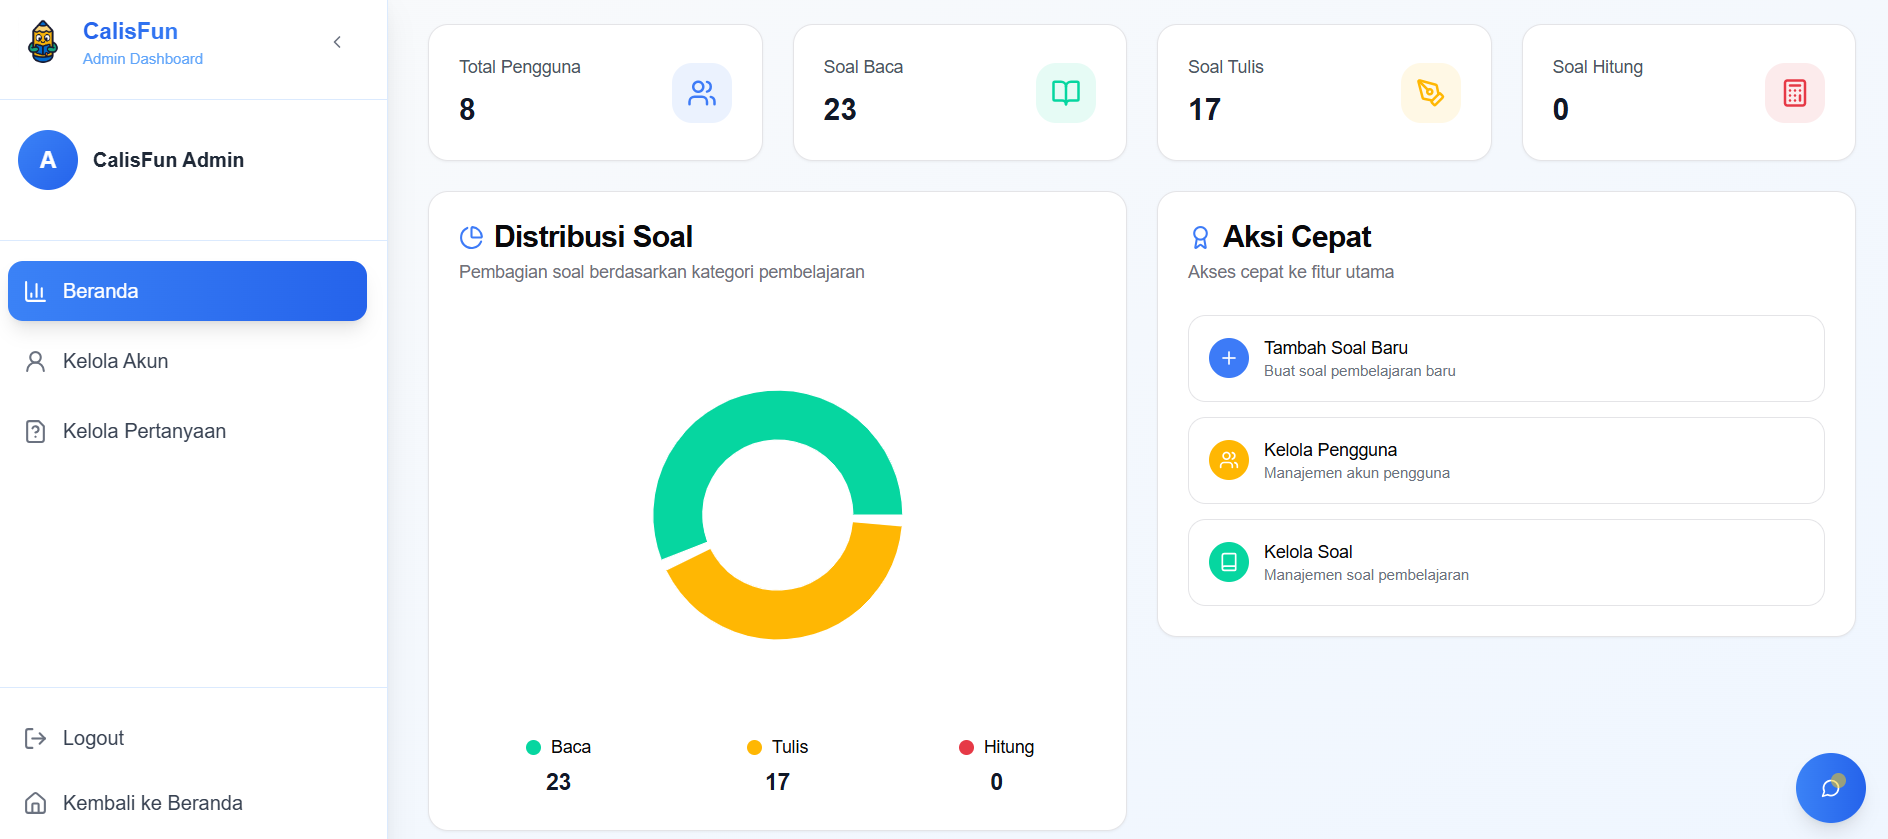 CalisFun
Admin Dashboard
A
CalisFun Admin
Beranda
Kelola Akun
Kelola Pertanyaan
Logout
Kembali ke Beranda
Total Pengguna
8
Soal Baca
23
Soal Tulis
17
Soal Hitung
0
Distribusi Soal
Pembagian soal berdasarkan kategori pembelajaran
Baca
23
Tulis
17
Hitung
0
Aksi Cepat
Akses cepat ke fitur utama
Tambah Soal Baru
Buat soal pembelajaran baru
Kelola Pengguna
Manajemen akun pengguna
Kelola Soal
Manajemen soal pembelajaran